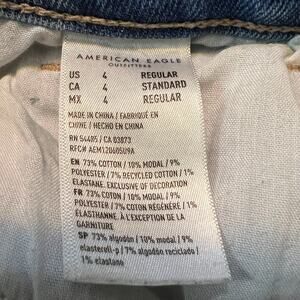 AMERICAN EAGLE
OUTFITTERS
US 4 REGULAR
CA 4 STANDARD
MX 4 REGULAR
MADE IN CHINA / FABRIQUÉ EN
CHINE / HECHO EN CHINA
RN 54485 / CA 03873
RFC# AEM12060SU9A
EN 73% COTTON / 10% MODAL / 9%
POLYESTER / 7% RECYCLED COTTON / 1%
ELASTANE. EXCLUSIVE OF DECORATION
FR 73% COTON / 10% MODAL / 9%
POLYESTER / 7% COTON RÉGÉNÉRÉ / 1%
ÉLASTHANNE. À L'EXCEPTION DE LA
GARNITURE
SP 73% algodón / 10% modal / 9%
elasterell-p / 7% algodón reciclado /
1% elastano